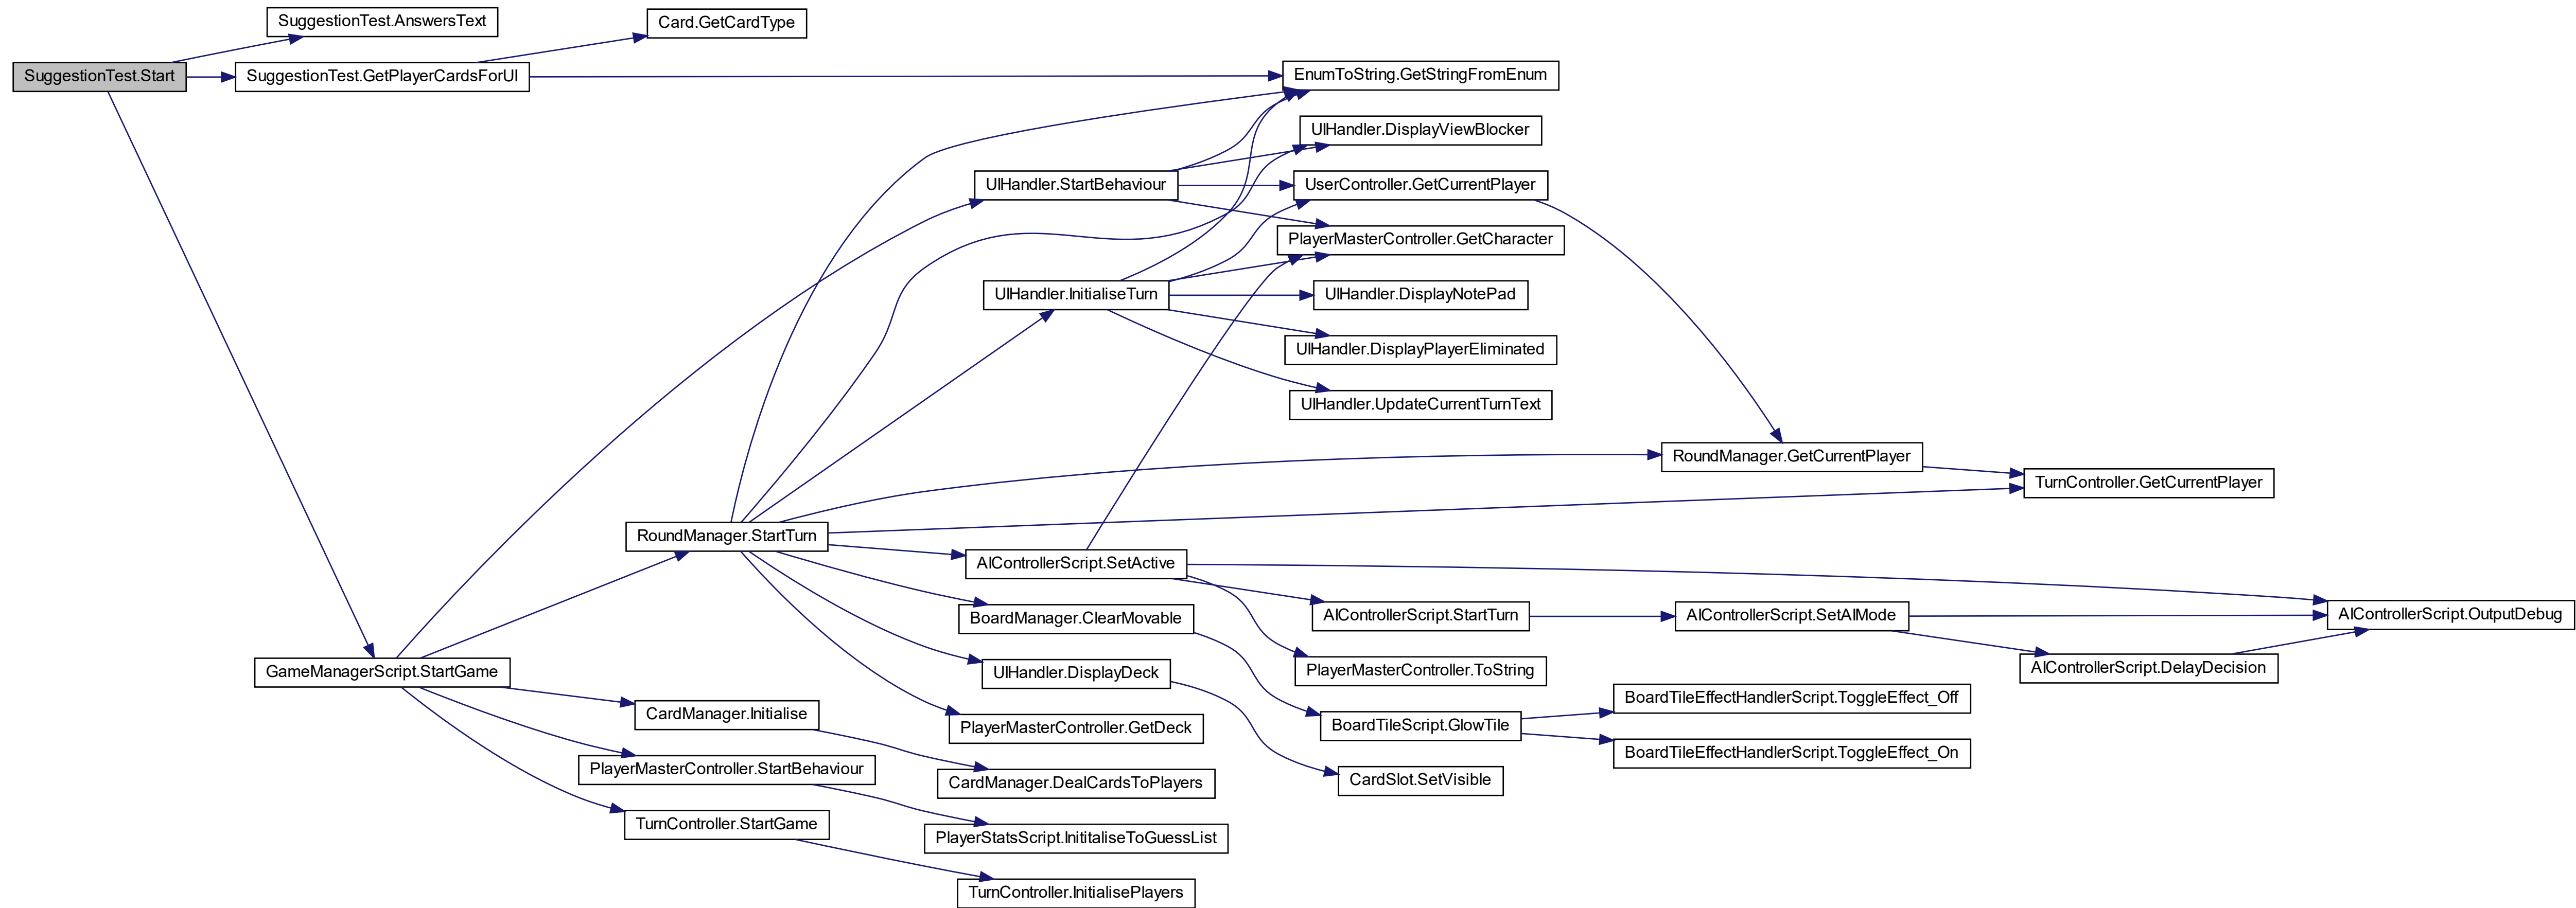 SuggestionTest.AnswersText
Card.GetCardType
SuggestionTest.Start
SuggestionTest.GetPlayerCardsForUI
EnumToString.GetStringFromEnum
UIHandler.DisplayViewBlocker
UIHandler.StartBehaviour
UserController.GetCurrentPlayer
PlayerMasterController.GetCharacter
UIHandler.InitialiseTurn
UIHandler.DisplayNotePad
UIHandler.DisplayPlayerEliminated
UIHandler.UpdateCurrentTurnText
RoundManager.GetCurrentPlayer
TurnController.GetCurrentPlayer
RoundManager.StartTurn
AIControllerScript.SetActive
BoardManager.ClearMovable
AIControllerScript.StartTurn
AIControllerScript.SetAIMode
AIControllerScript.OutputDebug
GameManagerScript.StartGame
UIHandler.DisplayDeck
PlayerMasterController.ToString
AIControllerScript.DelayDecision
CardManager.Initialise
PlayerMasterController.GetDeck
BoardTileScript.GlowTile
BoardTileEffectHandlerScript.ToggleEffect_Off
BoardTileEffectHandlerScript.ToggleEffect_On
PlayerMasterController.StartBehaviour
CardManager.DealCardsToPlayers
CardSlot.SetVisible
TurnController.StartGame
PlayerStatsScript.InititaliseToGuessList
TurnController.InitialisePlayers